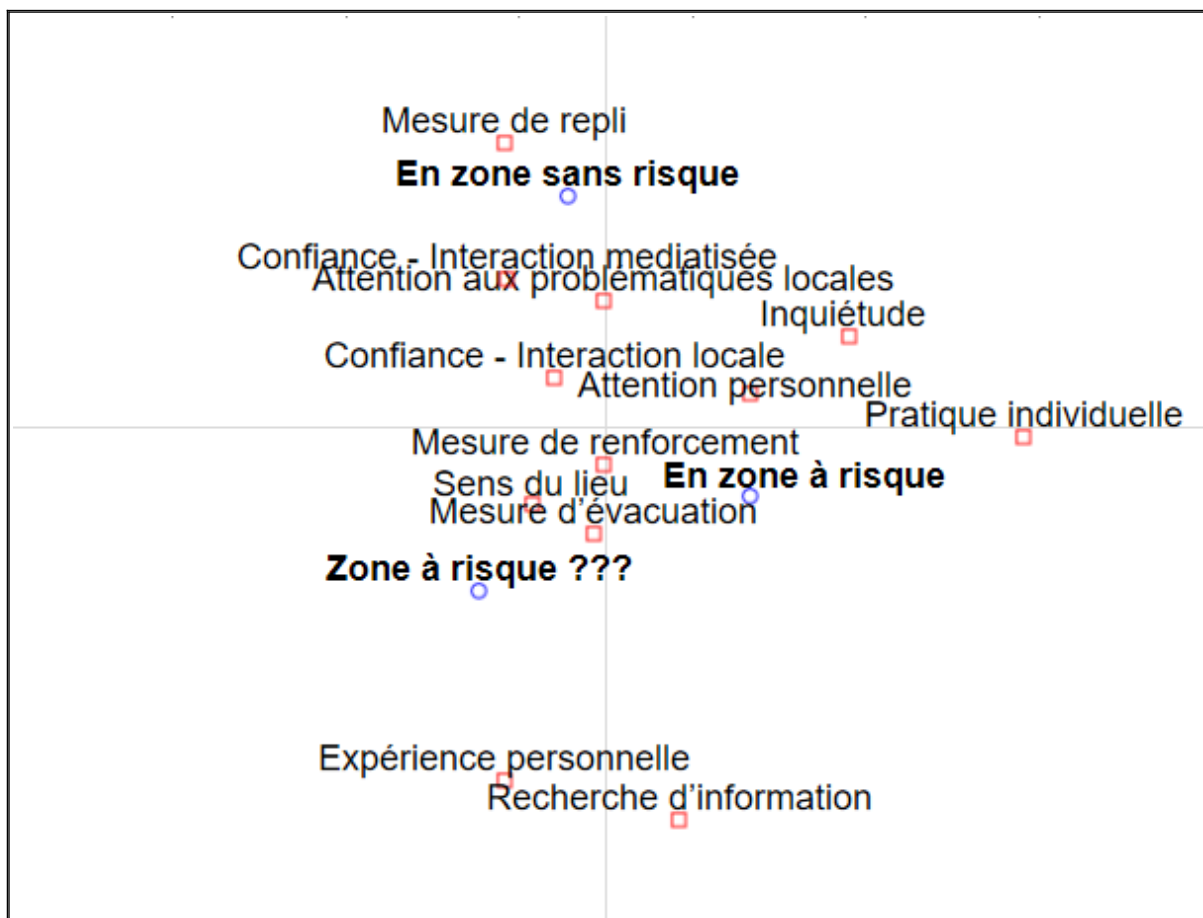 Mesure de repli
En zone sans risque
Confiance - Interaction mediatisée
Attention aux problématiques locales
Inquiétude
Confiance - Interaction locale
Attention personnelle
Pratique individuelle
Mesure de renforcement
En zone à risque
Sens du lieu
Mesure d’évacuation
Zone à risque ???
Expérience personnelle
Recherche d’information